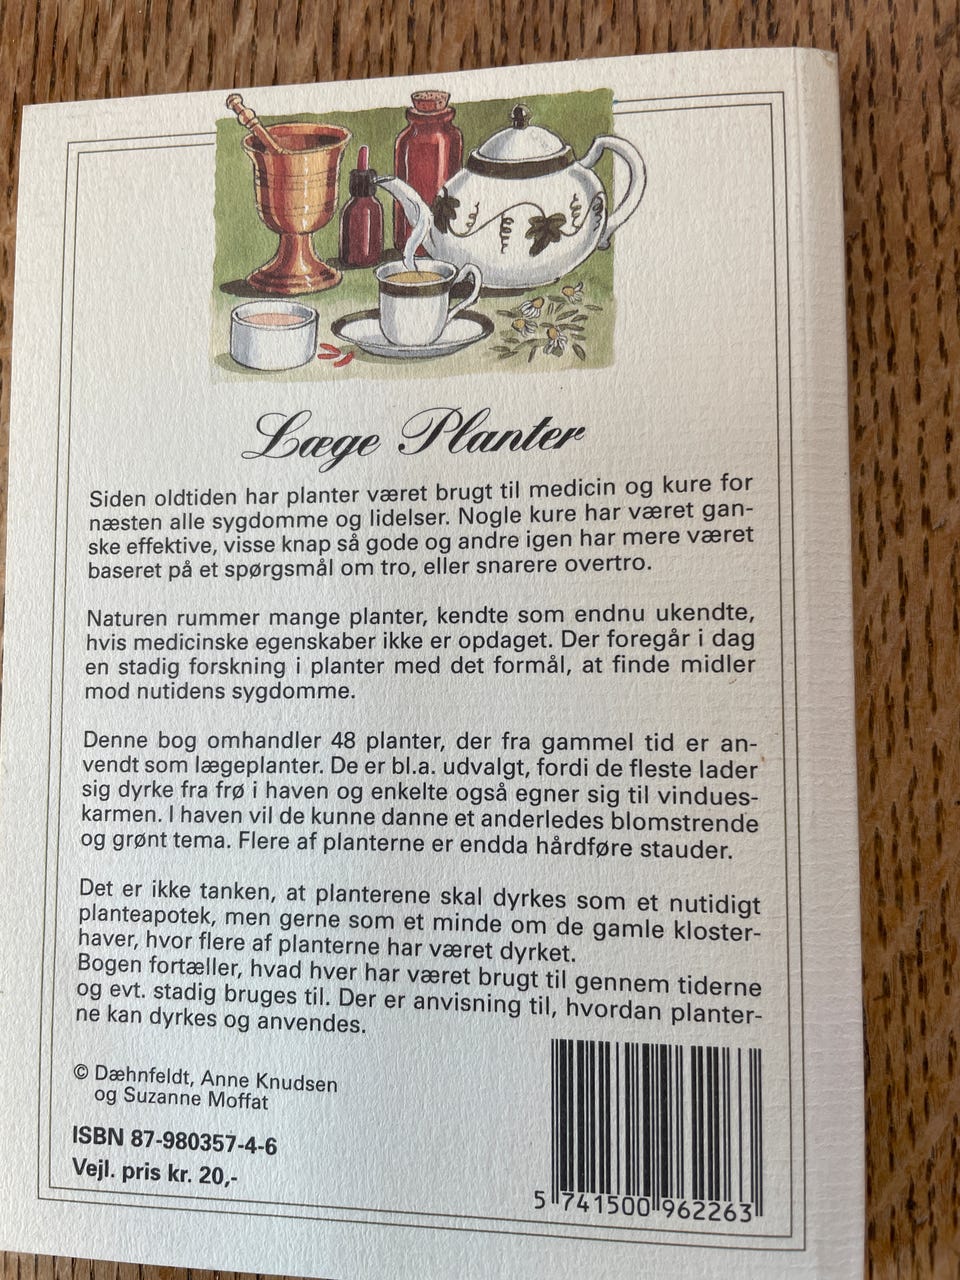 Læge Planter
Siden oldtiden har planter været brugt til medicin og kure for
næsten alle sygdomme og lidelser. Nogle kure har været gan-
ske effektive, visse knap så gode og andre igen har mere været
baseret på et spørgsmål om tro, eller snarere overtro.
Naturen rummer mange planter, kendte som endnu ukendte,
hvis medicinske egenskaber ikke er opdaget. Der foregår i dag
en stadig forskning i planter med det formål, at finde midler
mod nutidens sygdomme.
Denne bog omhandler 48 planter, der fra gammel tid er an-
vendt som lægeplanter. De er bl.a. udvalgt, fordi de fleste lader
sig dyrke fra frø i haven og enkelte også egner sig til vindues-
karmen. I haven vil de kunne danne et anderledes blomstrende
og grønt tema. Flere af planterne er endda hårdføre stauder.
Det er ikke tanken, at planterene skal dyrkes som et nutidigt
planteapotek, men gerne som et minde om de gamle kloster-
haver, hvor flere af planterne har været dyrket.
Bogen fortæller, hvad hver har været brugt til gennem tiderne
og evt. stadig bruges til. Der er anvisning til, hvordan planter-
ne kan dyrkes og anvendes.
© Dæhnfeldt, Anne Knudsen
og Suzanne Moffat
ISBN 87-980357-4-6
Vejl. pris kr. 20,-
5 741500 962263